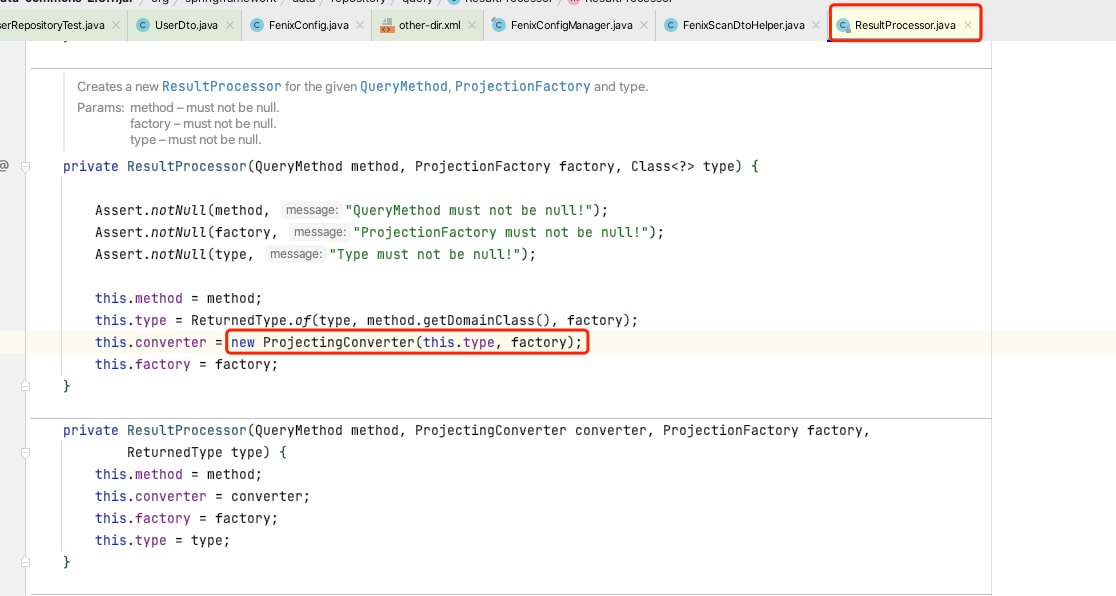 org / springframework / data / repository / query / ResultProcessor / ResultProcessor
serRepositoryTest.java × UserDto.java × FenixConfig.java × other-dir.xml × FenixConfigManager.java × FenixScanDtoHelper.java × ResultProcessor.java ×
Creates a new ResultProcessor for the given QueryMethod, ProjectionFactory and type.
Params: method – must not be null.
factory – must not be null.
type – must not be null.
@ private ResultProcessor(QueryMethod method, ProjectionFactory factory, Class<?> type) {
Assert.notNull(method, message: "QueryMethod must not be null!");
Assert.notNull(factory, message: "ProjectionFactory must not be null!");
Assert.notNull(type, message: "Type must not be null!");
this.method = method;
this.type = ReturnedType.of(type, method.getDomainClass(), factory);
this.converter = new ProjectingConverter(this.type, factory);
this.factory = factory;
}
private ResultProcessor(QueryMethod method, ProjectingConverter converter, ProjectionFactory factory,
ReturnedType type) {
this.method = method;
this.converter = converter;
this.factory = factory;
this.type = type;
}